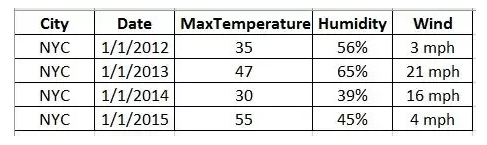 City Date MaxTemperature Humidity Wind
NYC 1/1/2012 35 56% 3 mph
NYC 1/1/2013 47 65% 21 mph
NYC 1/1/2014 30 39% 16 mph
NYC 1/1/2015 55 45% 4 mph